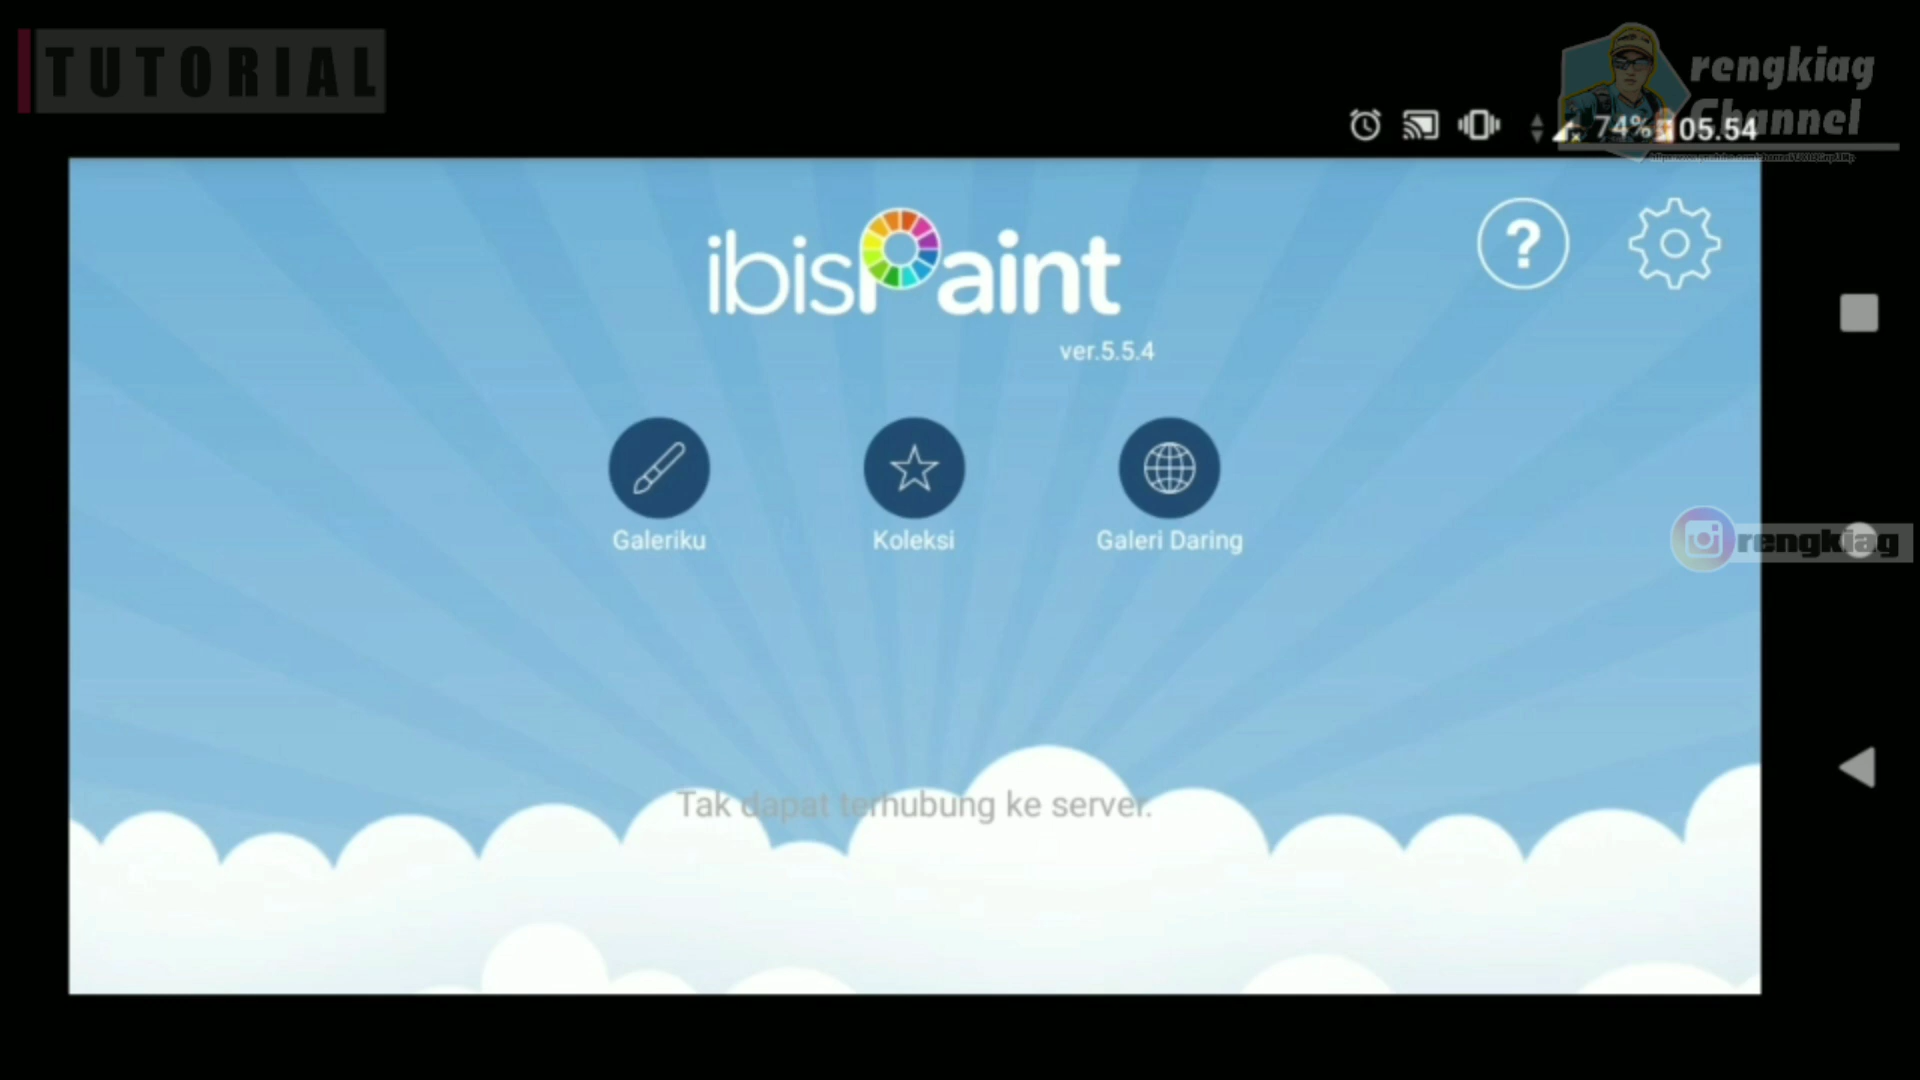 TUTORIAL
rengkiag
Channel
74% 05.54
ibisPaint
ver.5.5.4
?
Galeriku
Koleksi
Galeri Daring
rengkiag
Tak dapat terhubung ke server.